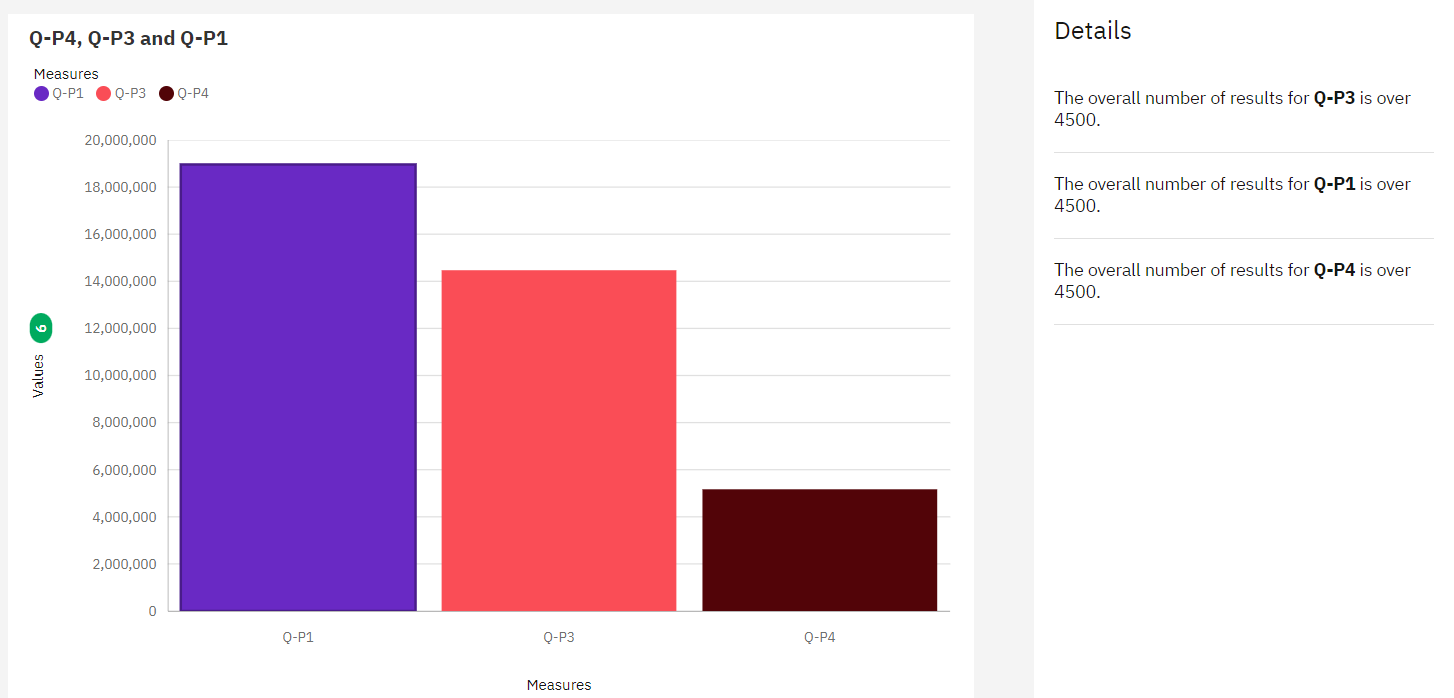 Q-P4, Q-P3 and Q-P1
Measures
Q-P1 Q-P3 Q-P4
20,000,000
18,000,000
16,000,000
14,000,000
12,000,000
10,000,000
8,000,000
6,000,000
4,000,000
2,000,000
0
Values 6
Q-P1 Q-P3 Q-P4
Measures
Details
The overall number of results for Q-P3 is over
4500.
The overall number of results for Q-P1 is over
4500.
The overall number of results for Q-P4 is over
4500.